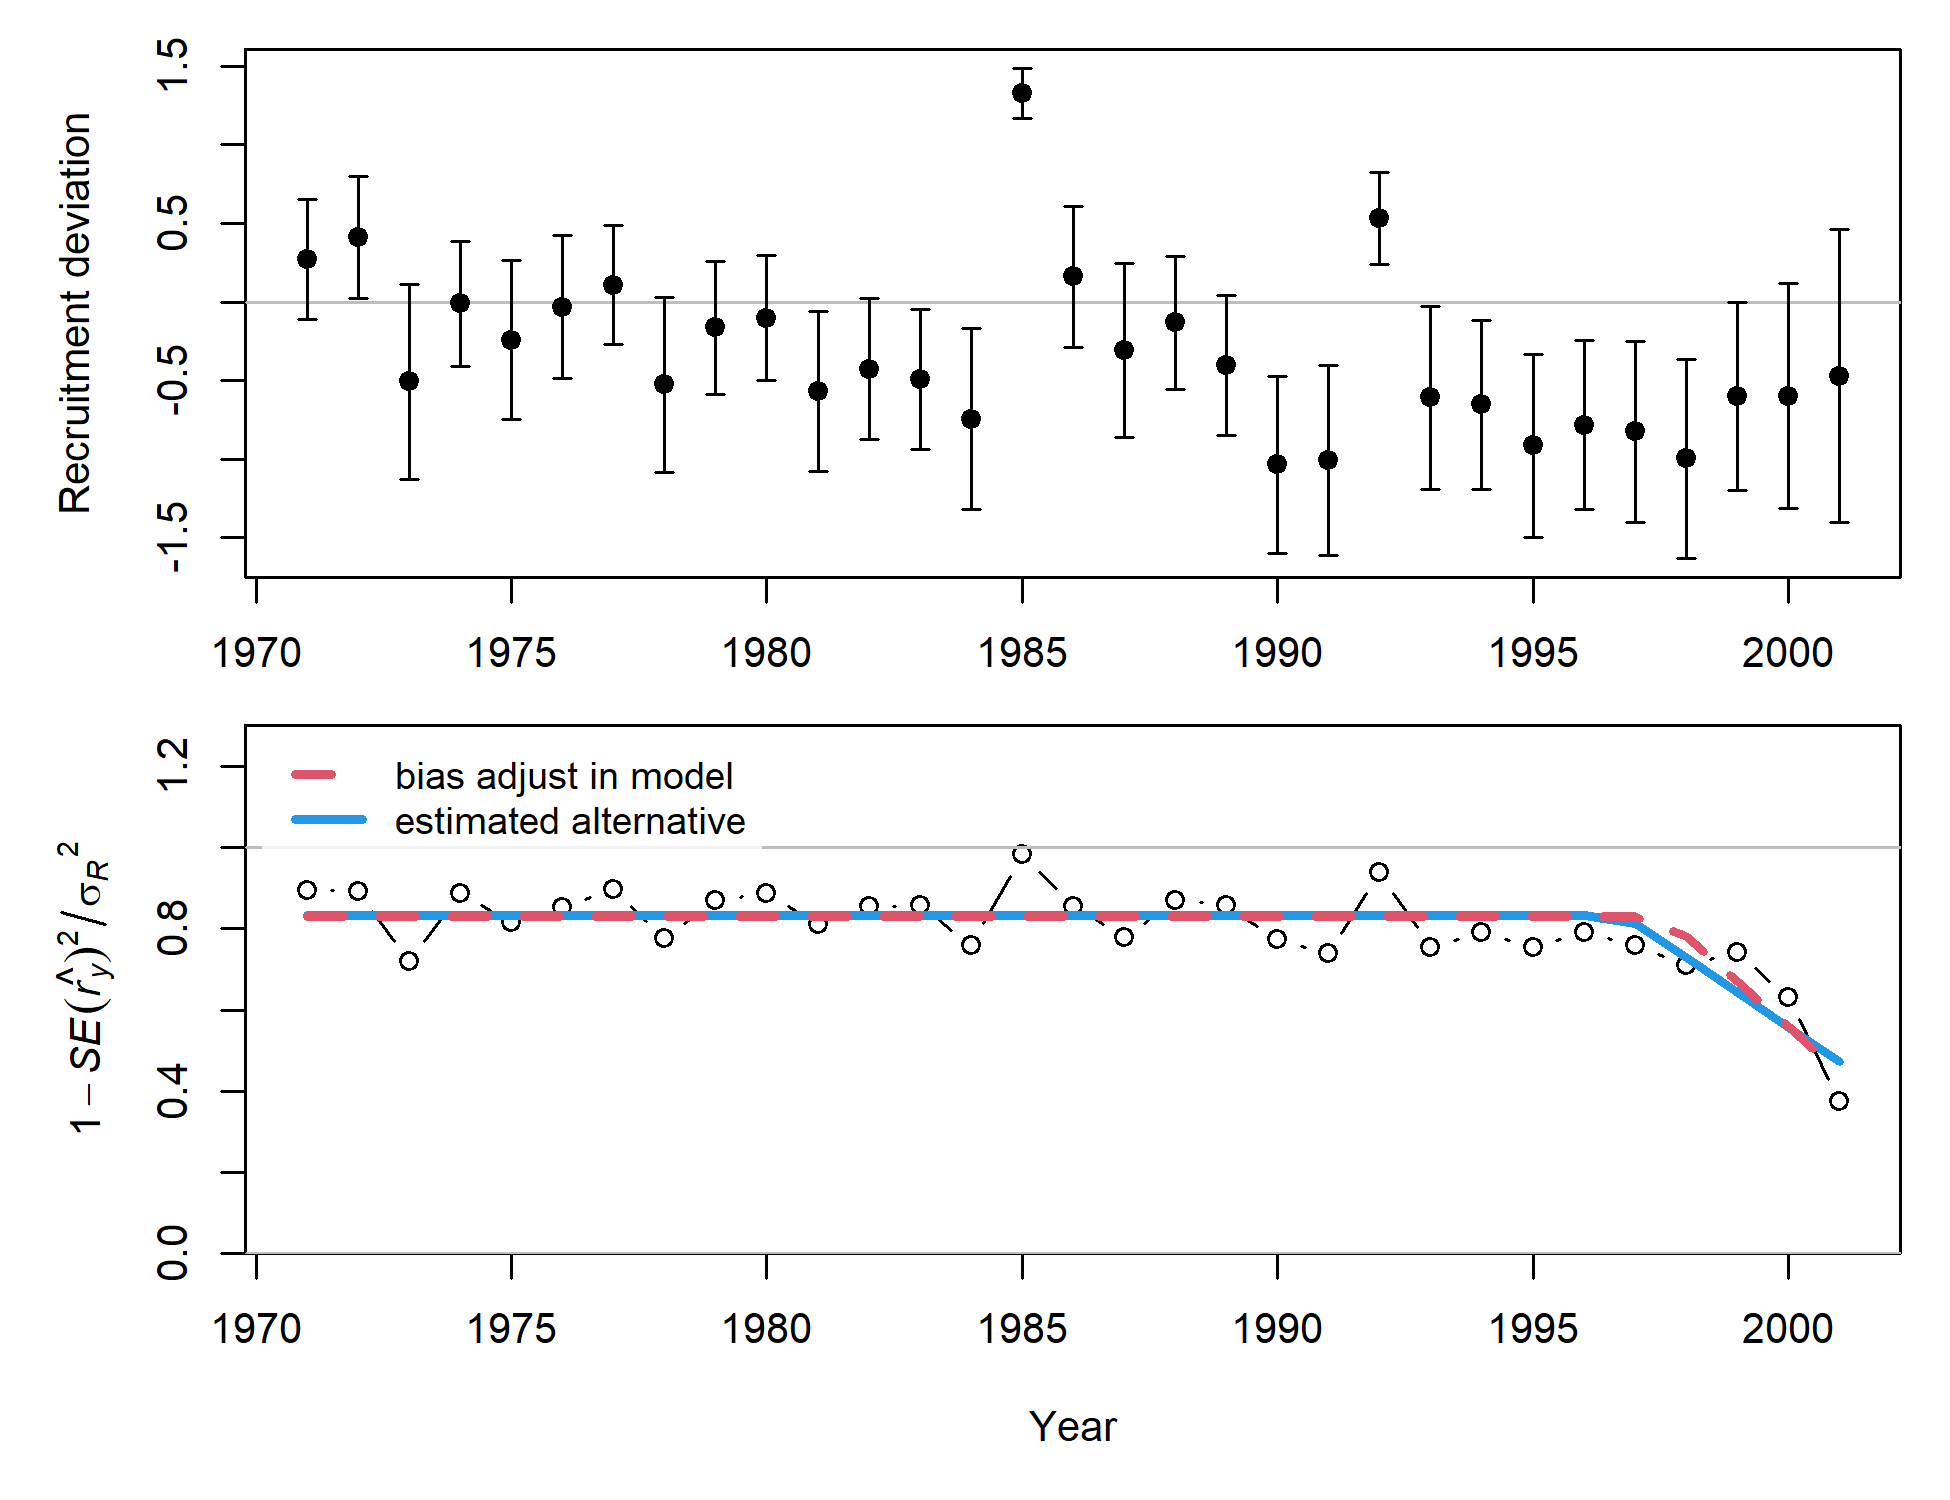 Recruitment deviation
1.5
0.5
-0.5
-1.5
1970 1975 1980 1985 1990 1995 2000
bias adjust in model
estimated alternative
1 − SE(r̂_y)² / σ_R²
1.2
0.8
0.4
0.0
1970 1975 1980 1985 1990 1995 2000
Year